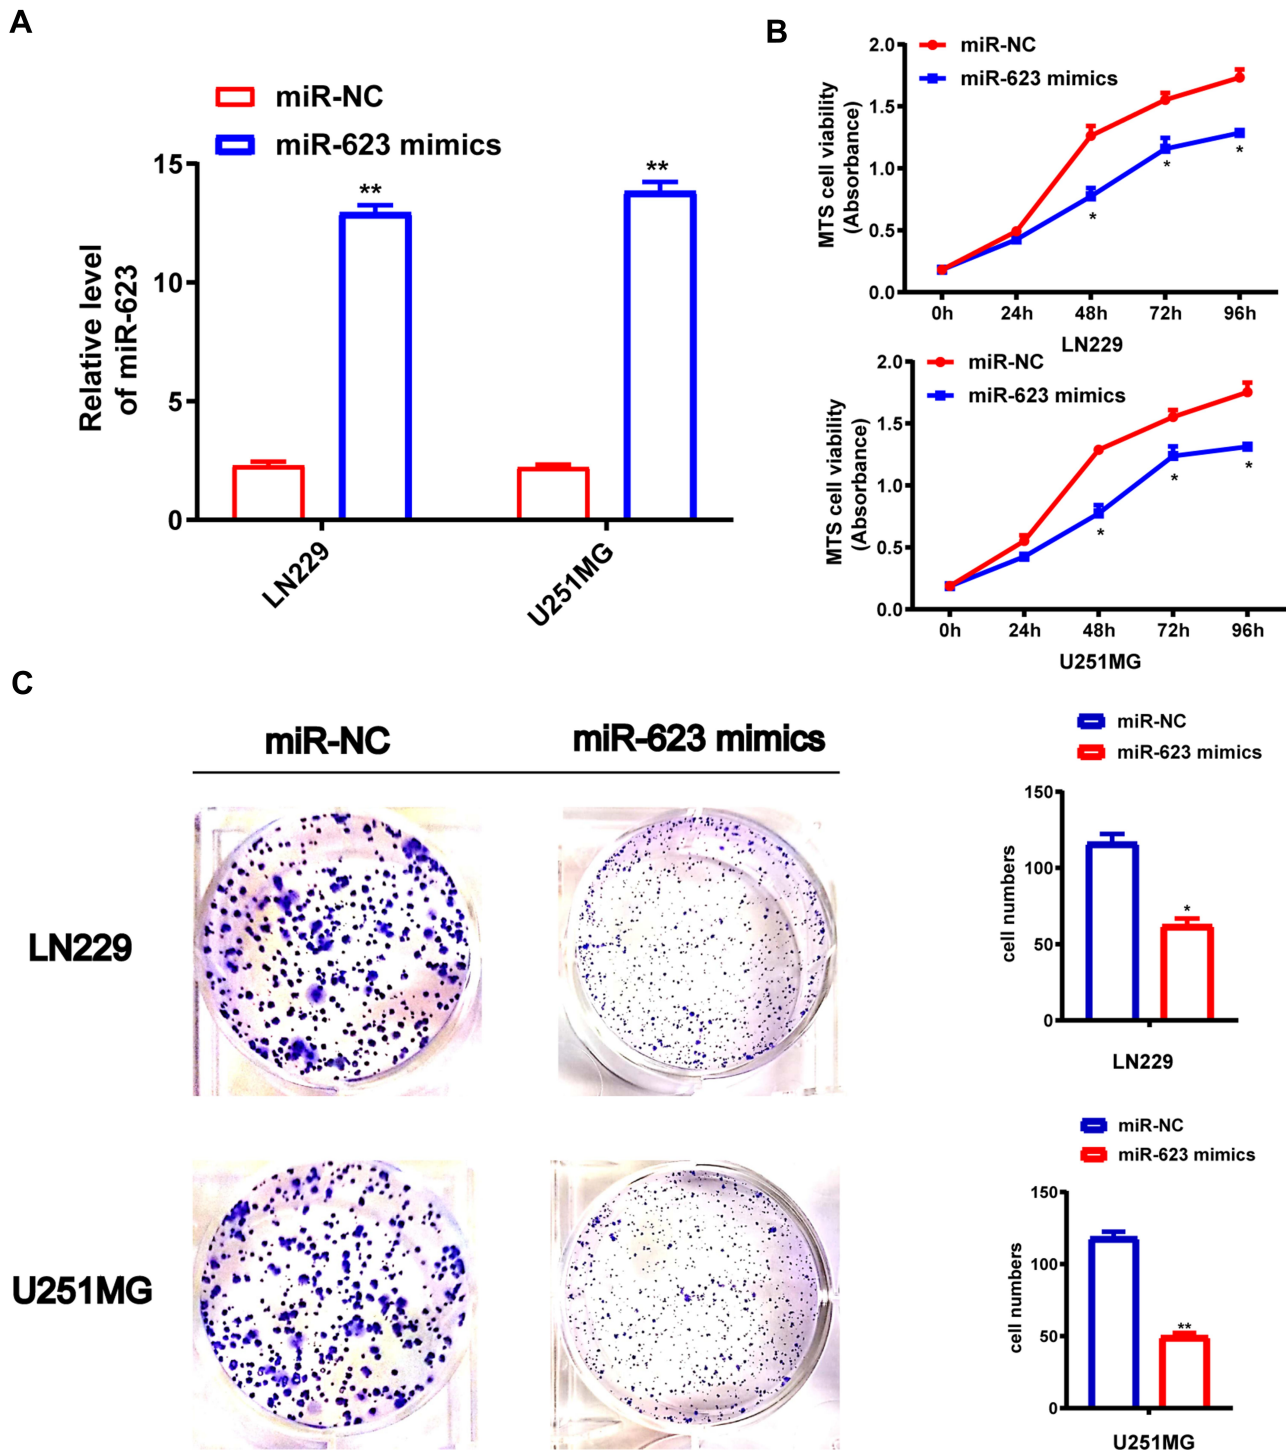 A
miR-NC
miR-623 mimics
Relative level
of miR-623
15
10
5
0
**
**
LN229
U251MG
B
miR-NC
miR-623 mimics
MTS cell viability
(Absorbance)
2.0
1.5
1.0
0.5
0.0
*
*
*
0h 24h 48h 72h 96h
LN229
miR-NC
miR-623 mimics
MTS cell viability
(Absorbance)
2.0
1.5
1.0
0.5
0.0
*
*
*
0h 24h 48h 72h 96h
U251MG
C
miR-NC miR-623 mimics
LN229
U251MG
miR-NC
miR-623 mimics
cell numbers
150
100
50
0
*
LN229
miR-NC
miR-623 mimics
cell numbers
150
100
50
0
**
U251MG